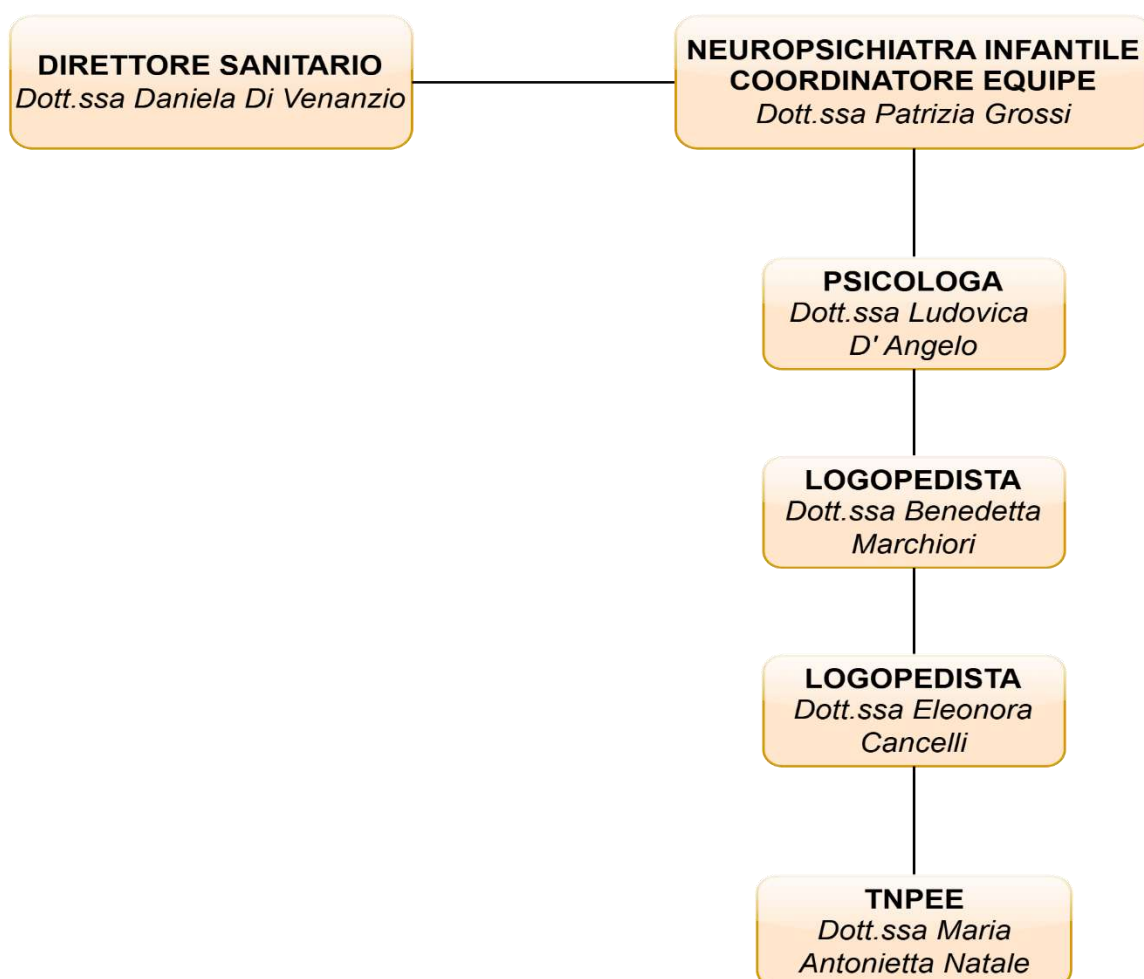 DIRETTORE SANITARIO
Dott.ssa Daniela Di Venanzio
NEUROPSICHIATRA INFANTILE
COORDINATORE EQUIPE
Dott.ssa Patrizia Grossi
PSICOLOGA
Dott.ssa Ludovica
D' Angelo
LOGOPEDISTA
Dott.ssa Benedetta
Marchiori
LOGOPEDISTA
Dott.ssa Eleonora
Cancelli
TNPEE
Dott.ssa Maria
Antonietta Natale